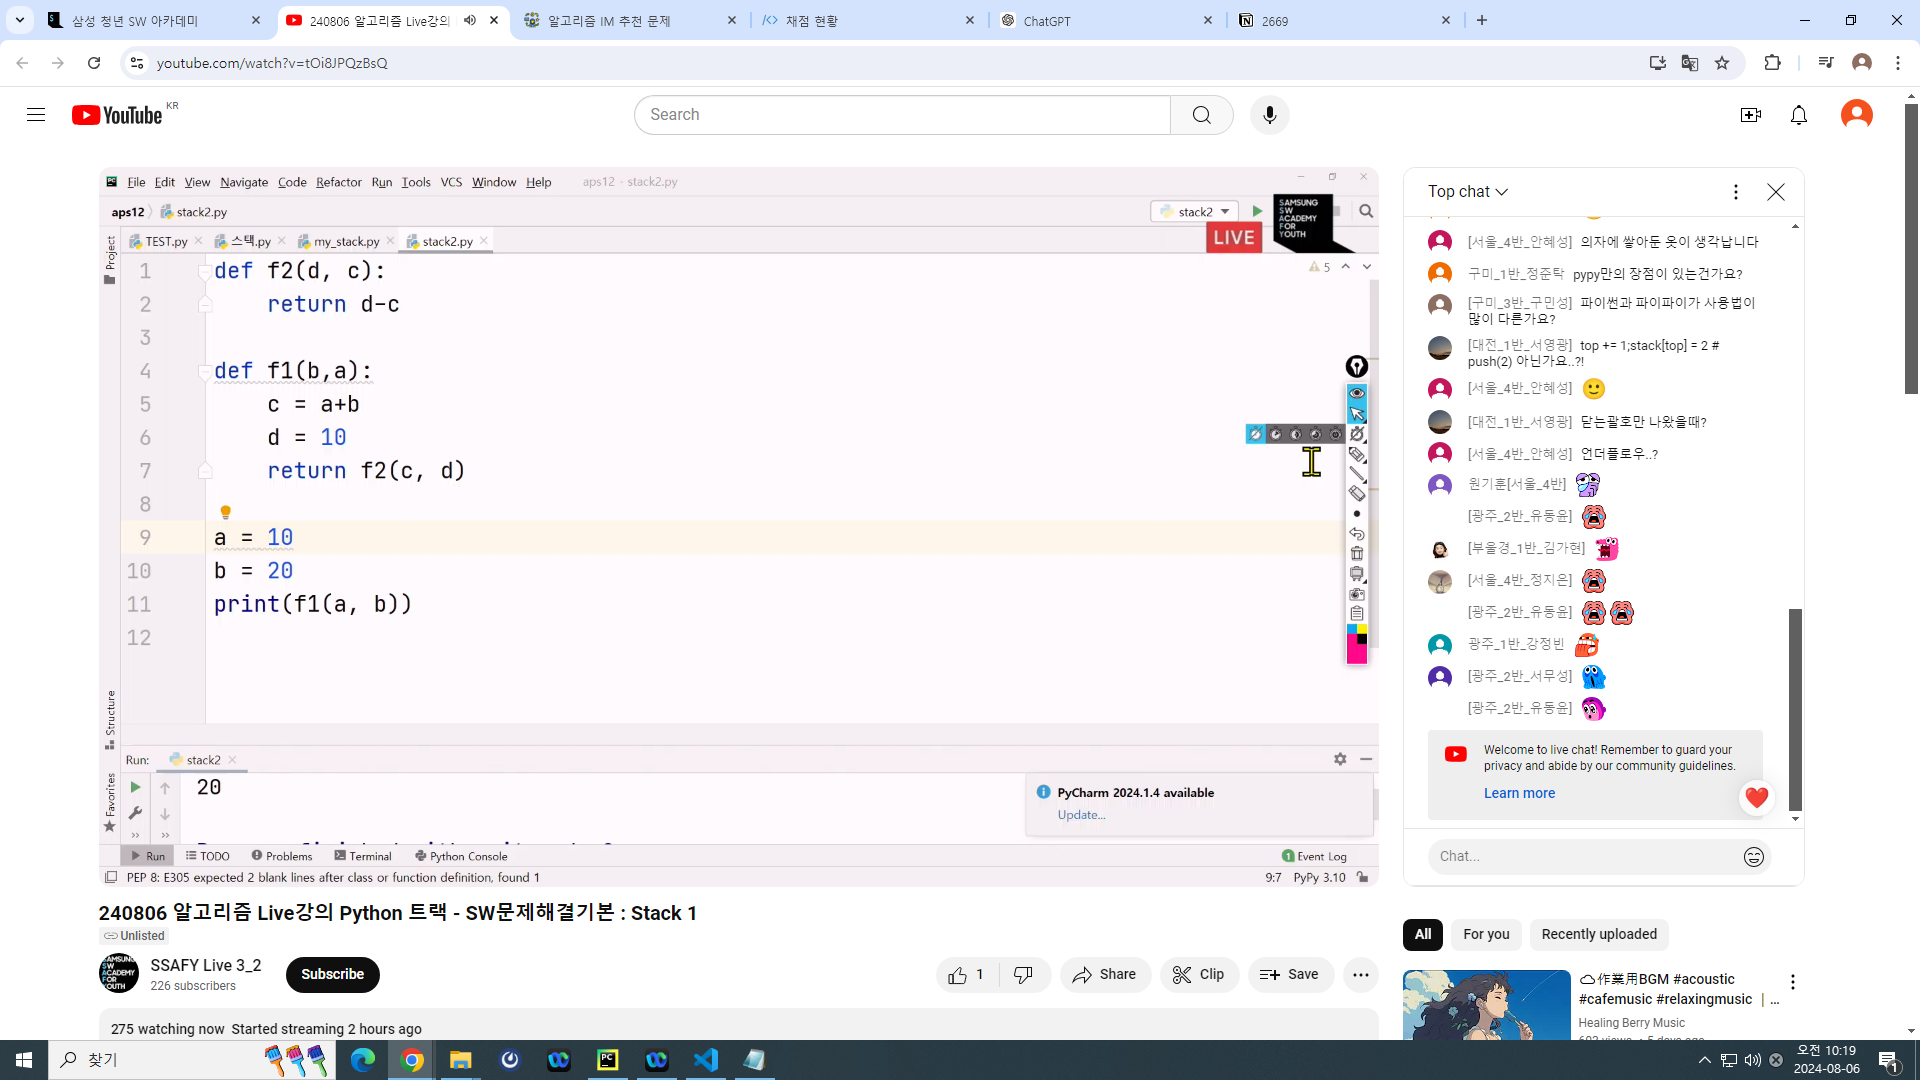 삼성 청년 SW 아카데미
240806 알고리즘 Live강의
알고리즘 IM 추천 문제
채점 현황
ChatGPT
2669
youtube.com/watch?v=tOi8JPQzBsQ
YouTube KR
Search
File Edit View Navigate Code Refactor Run Tools VCS Window Help aps12 - stack2.py
aps12 stack2.py
stack2
SAMSUNG
SW
ACADEMY
FOR
YOUTH
LIVE
TEST.py
스택.py
my_stack.py
stack2.py
Project
5
1 def f2(d, c):
2 return d-c
3
4 def f1(b,a):
5 c = a+b
6 d = 10
7 return f2(c, d)
8
9 a = 10
10 b = 20
11 print(f1(a, b))
12
Structure
Favorites
Run: stack2
20
PyCharm 2024.1.4 available
Update...
Run TODO Problems Terminal Python Console
1 Event Log
PEP 8: E305 expected 2 blank lines after class or function definition, found 1
9:7 PyPy 3.10
Top chat
[서울_4반_안혜성] 의자에 쌓아둔 옷이 생각납니다
구미_1반_정준탁 pypy만의 장점이 있는건가요?
[구미_3반_구민성] 파이썬과 파이파이가 사용법이
많이 다른가요?
[대전_1반_서영광] top += 1;stack[top] = 2 #
push(2) 아닌가요..?!
[서울_4반_안혜성]
[대전_1반_서영광] 닫는괄호만 나왔을때?
[서울_4반_안혜성] 언더플로우..?
원기훈[서울_4반]
[광주_2반_유동윤]
[부울경_1반_김가현]
[서울_4반_정지은]
[광주_2반_유동윤]
광주_1반_강정빈
[광주_2반_서무성]
[광주_2반_유동윤]
Welcome to live chat! Remember to guard your
privacy and abide by our community guidelines.
Learn more
Chat...
240806 알고리즘 Live강의 Python 트랙 - SW문제해결기본 : Stack 1
Unlisted
SAMSUNG
SW
ACADEMY
FOR
YOUTH
SSAFY Live 3_2
226 subscribers
Subscribe
1
Share
Clip
Save
275 watching now Started streaming 2 hours ago
All
For you
Recently uploaded
作業用BGM #acoustic
#cafemusic #relaxingmusic | ...
Healing Berry Music
찾기
오전 10:19
2024-08-06
1